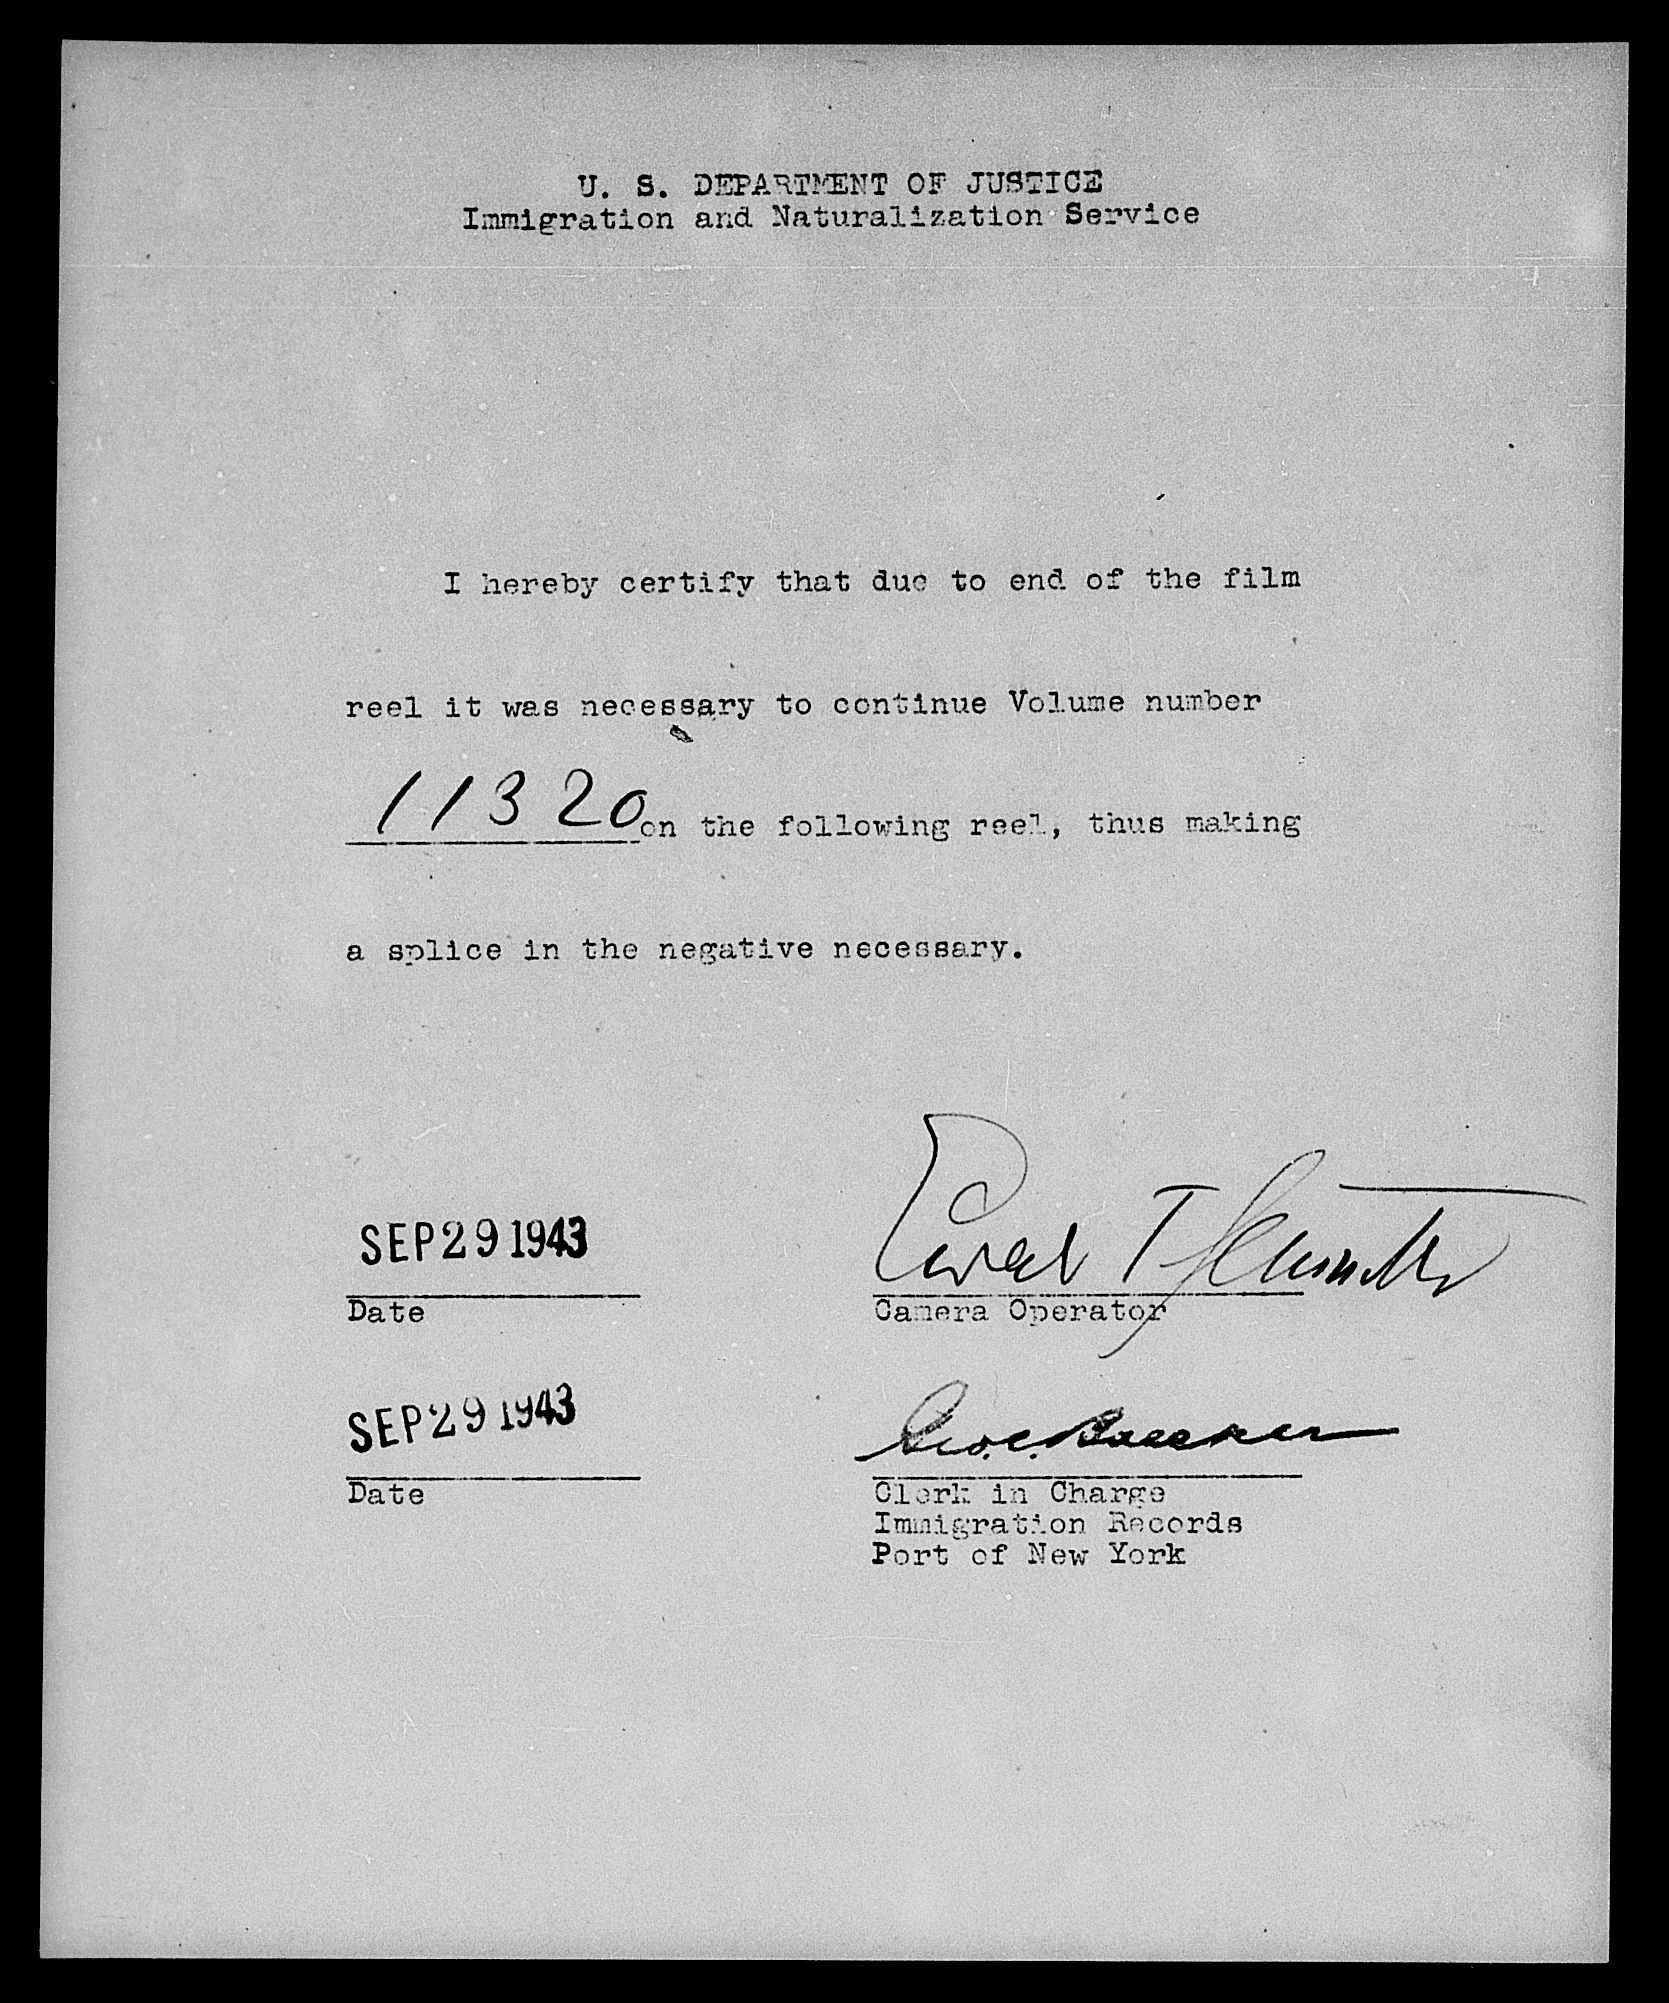 U. S. DEPARTMENT OF JUSTICE
Immigration and Naturalization Service
I hereby certify that due to end of the film
reel it was necessary to continue Volume number
11320 on the following reel, thus making
a splice in the negative necessary.
SEP 29 1943
Date
Camera Operator
SEP 29 1943
Date
Geo. C.
Clerk in Charge
Immigration Records
Port of New York